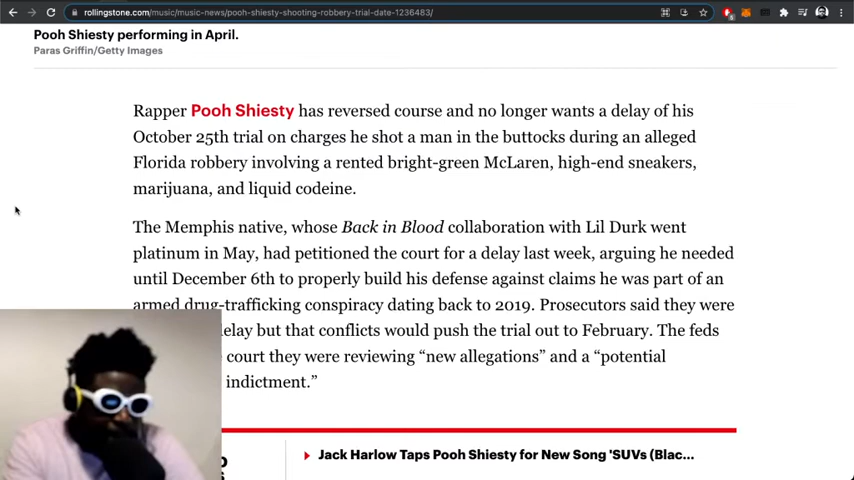 rollingstone.com/music/music-news/pooh-shiesty-shooting-robbery-trial-date-1236483/
Pooh Shiesty performing in April.
Paras Griffin/Getty Images
Rapper Pooh Shiesty has reversed course and no longer wants a delay of his
October 25th trial on charges he shot a man in the buttocks during an alleged
Florida robbery involving a rented bright-green McLaren, high-end sneakers,
marijuana, and liquid codeine.
The Memphis native, whose Back in Blood collaboration with Lil Durk went
platinum in May, had petitioned the court for a delay last week, arguing he needed
until December 6th to properly build his defense against claims he was part of an
armed drug-trafficking conspiracy dating back to 2019. Prosecutors said they were
delay but that conflicts would push the trial out to February. The feds
court they were reviewing “new allegations” and a “potential
indictment.”
Jack Harlow Taps Pooh Shiesty for New Song 'SUVs (Blac...